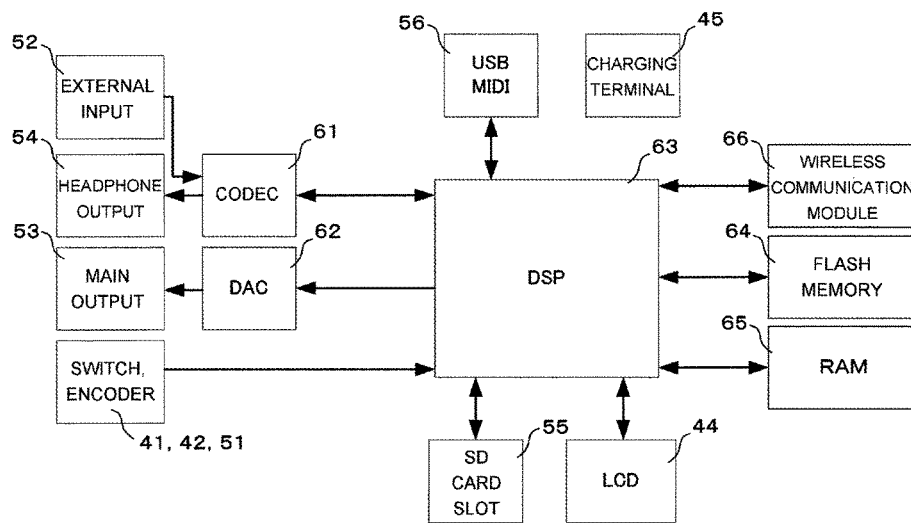 52
EXTERNAL
INPUT
54
HEADPHONE
OUTPUT
53
MAIN
OUTPUT
SWITCH,
ENCODER
41, 42, 51
61
CODEC
62
DAC
56
USB
MIDI
45
CHARGING
TERMINAL
63
DSP
66
WIRELESS
COMMUNICATION
MODULE
64
FLASH
MEMORY
65
RAM
55
SD
CARD
SLOT
44
LCD